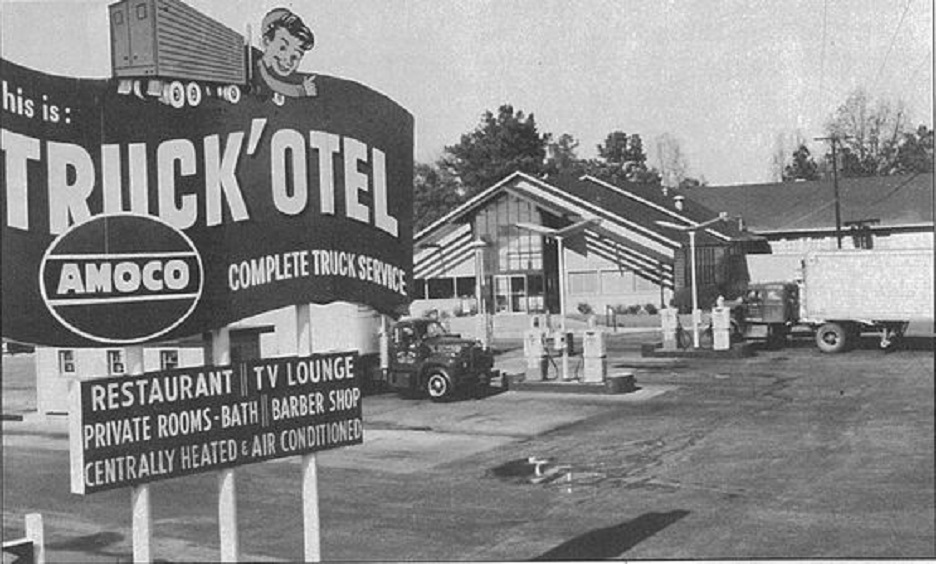 his is:
TRUCK'OTEL
AMOCO
COMPLETE TRUCK SERVICE
RESTAURANT || TV LOUNGE
PRIVATE ROOMS-BATH || BARBER SHOP
CENTRALLY HEATED & AIR CONDITIONED